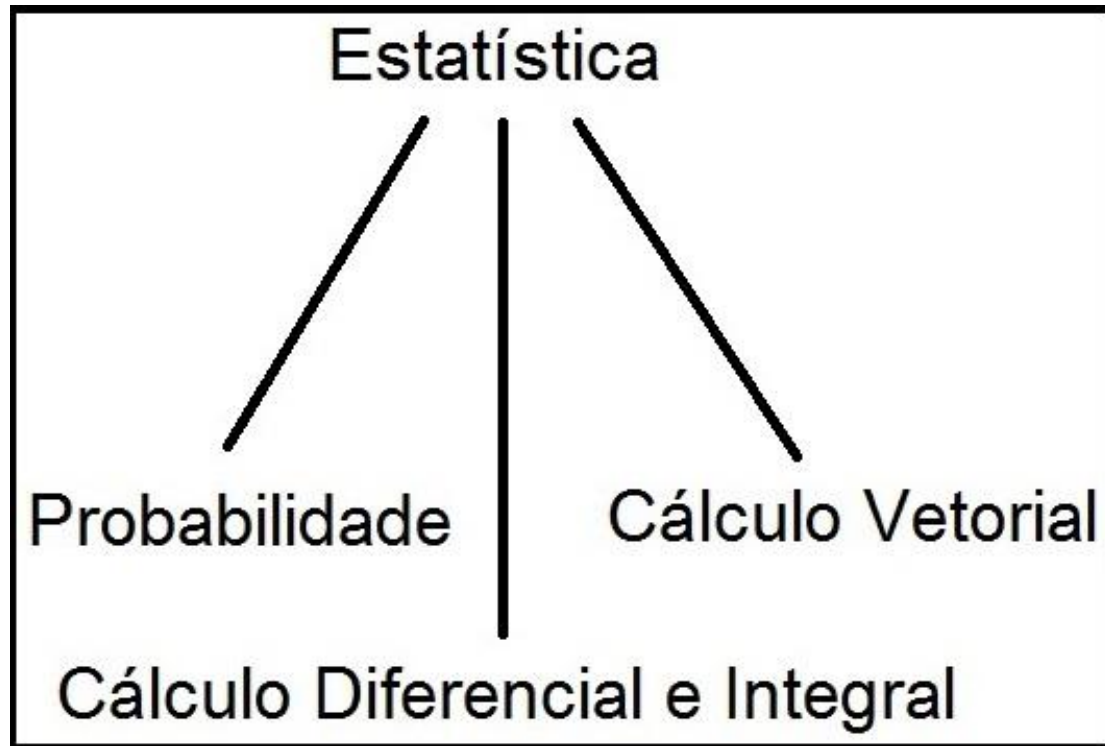 Estatística
Probabilidade
Cálculo Vetorial
Cálculo Diferencial e Integral